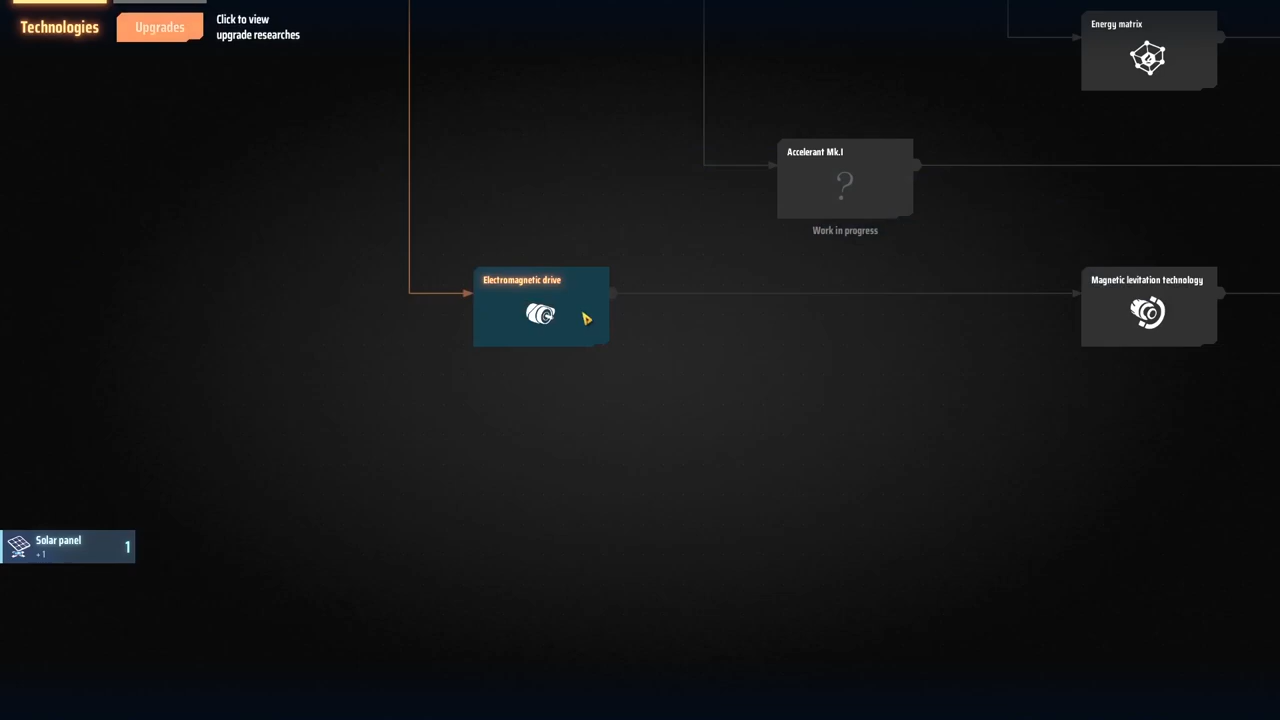 Technologies
Upgrades
Click to view
upgrade researches
Energy matrix
Accelerant Mk.I
?
Work in progress
Electromagnetic drive
Magnetic levitation technology
Solar panel
+ 1
1